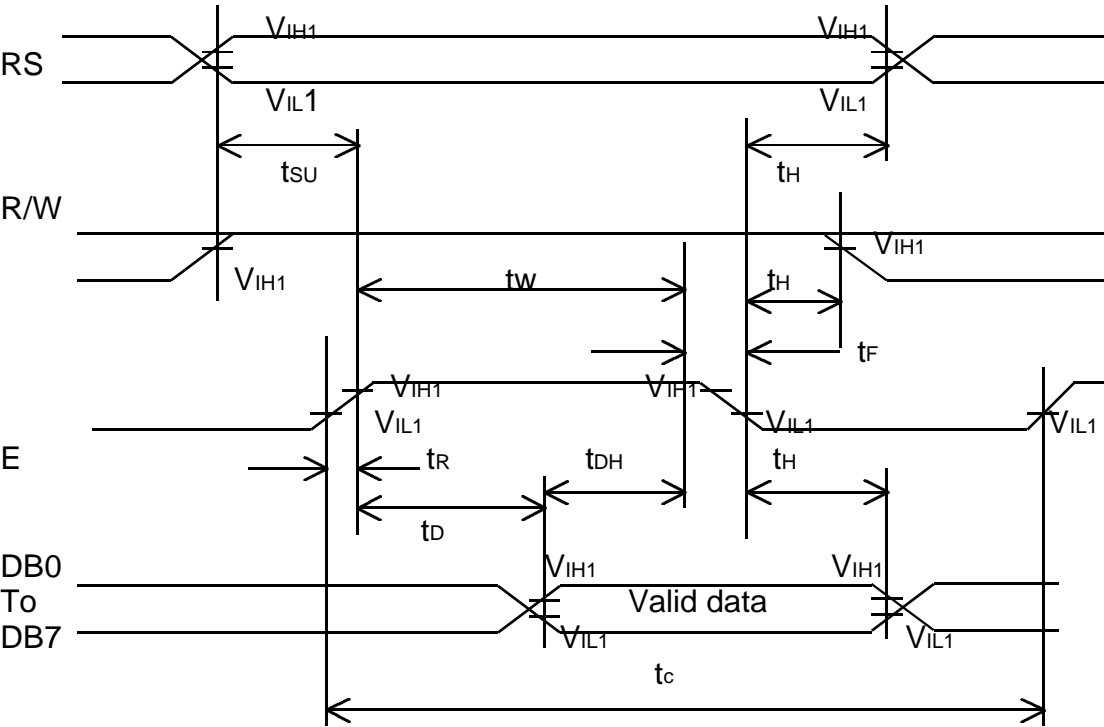 VIH1 VIH1
RS
VIL1 VIL1
tSU tH
R/W
VIH1
VIH1 tw tH
tF
VIH1 VIH1
VIL1 VIL1 VIL1
E tR tDH tH
tD
DB0 VIH1 VIH1
To Valid data
DB7 VIL1 VIL1
tc